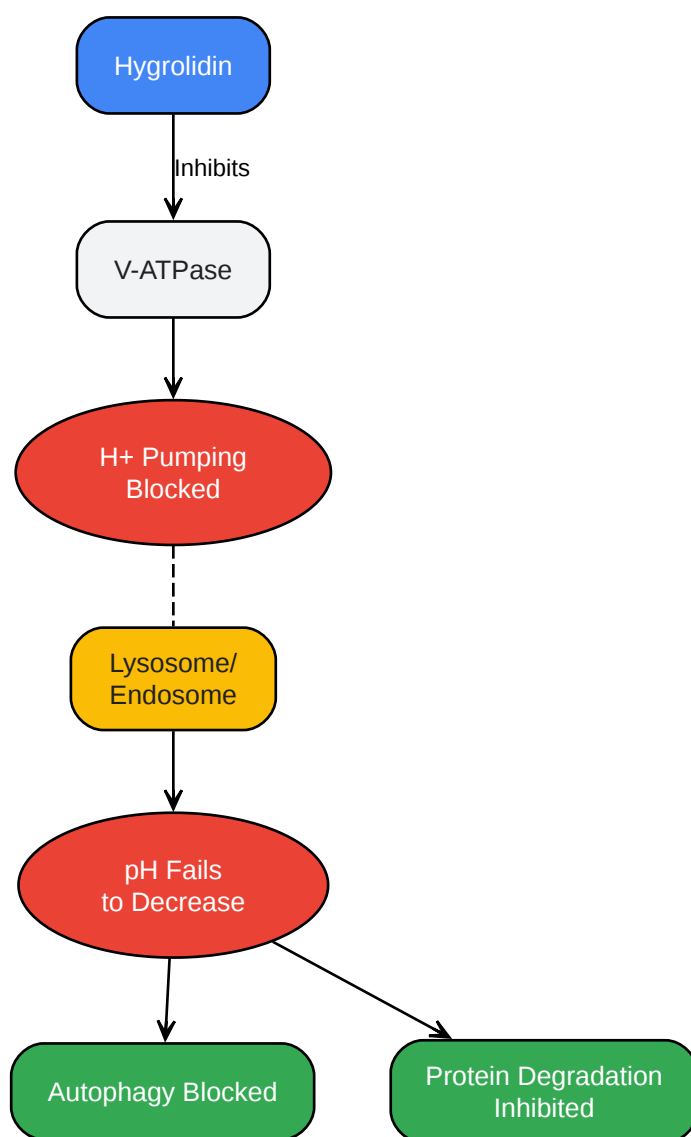 Hygrolidin
Inhibits
V-ATPase
H+ Pumping
Blocked
Lysosome/
Endosome
pH Fails
to Decrease
Autophagy Blocked
Protein Degradation
Inhibited